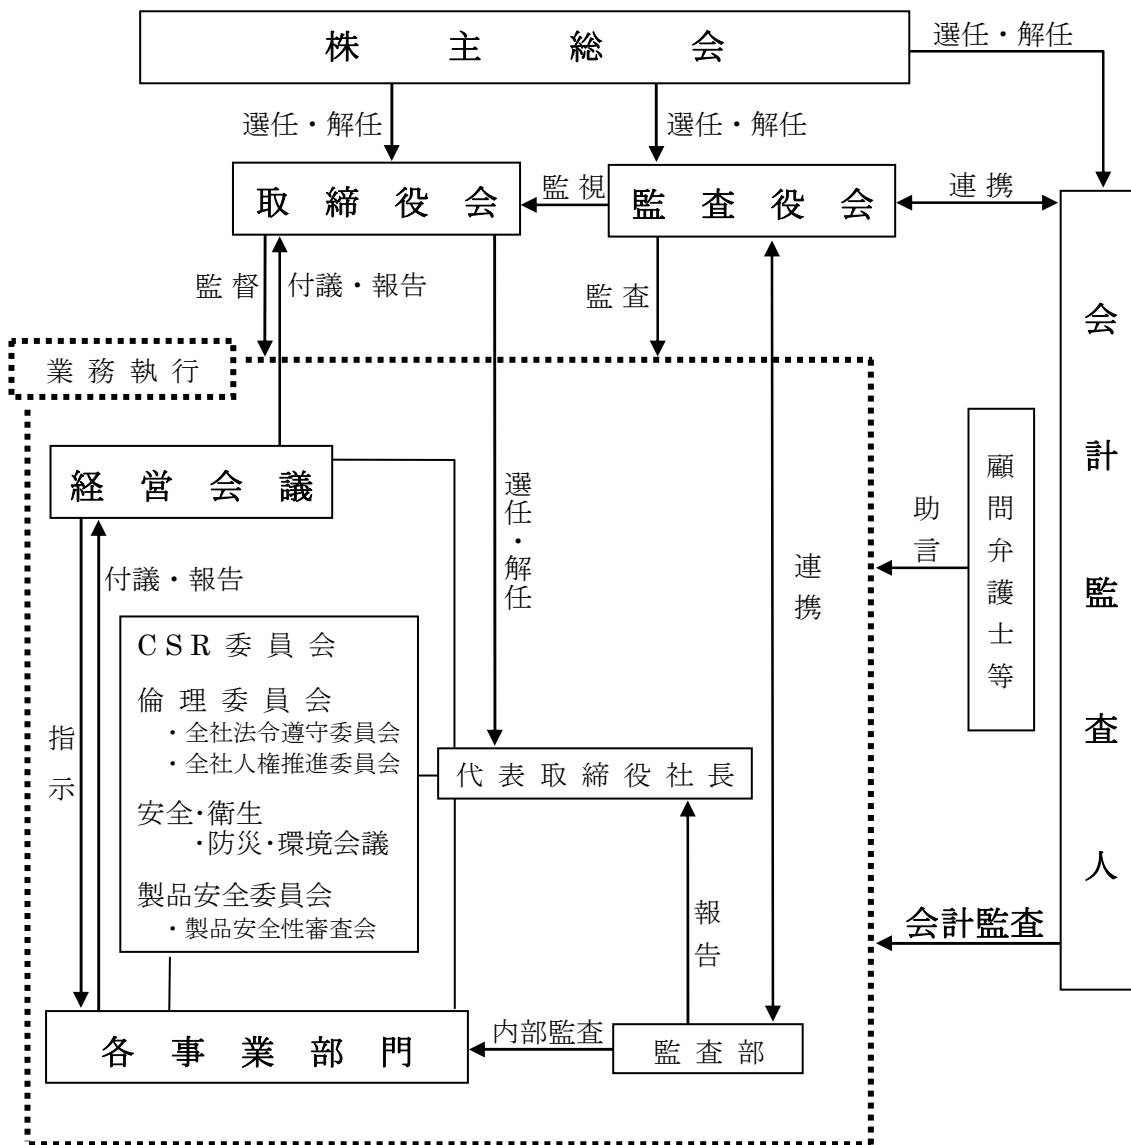 株主総会
選任・解任
選任・解任
選任・解任
取締役会
監視
監査役会
連携
監督
付議・報告
監査
業務執行
会計監査人
経営会議
選任・解任
連携
助言
顧問弁護士等
付議・報告
指示
CSR委員会
倫理委員会
・全社法令遵守委員会
・全社人権推進委員会
安全・衛生
・防災・環境会議
製品安全委員会
・製品安全性審査会
代表取締役社長
報告
会計監査
各事業部門
内部監査
監査部